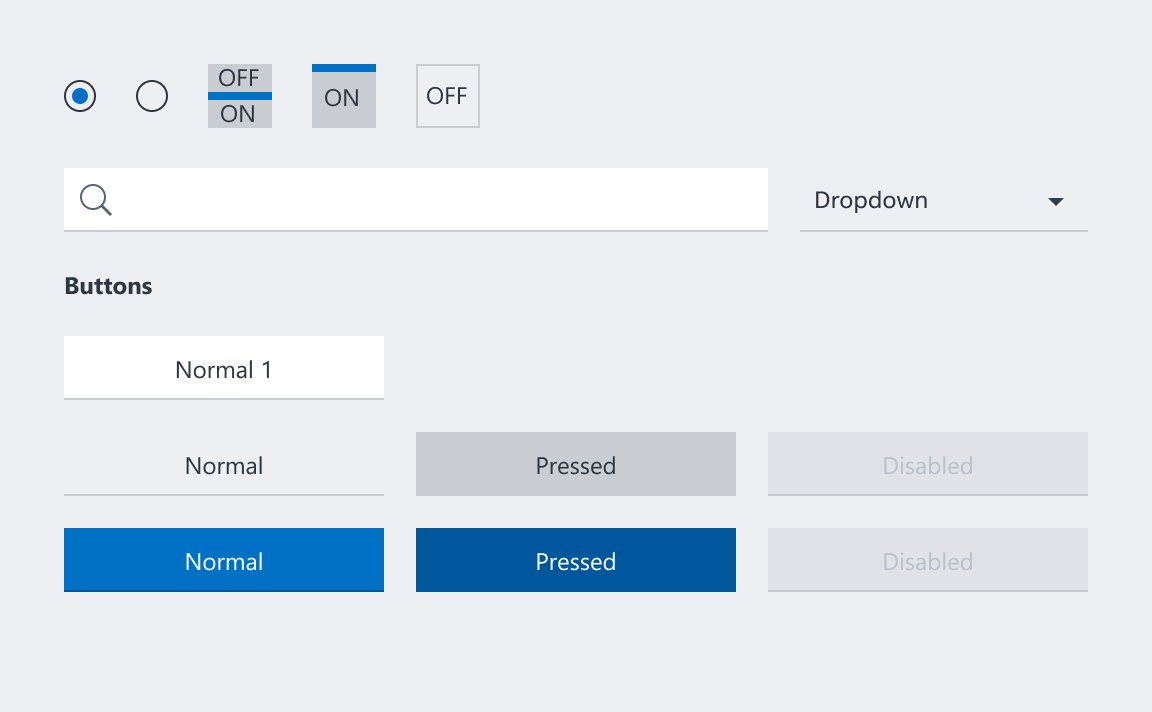 OFF
ON
ON
OFF
Dropdown
Buttons
Normal 1
Normal
Pressed
Disabled
Normal
Pressed
Disabled